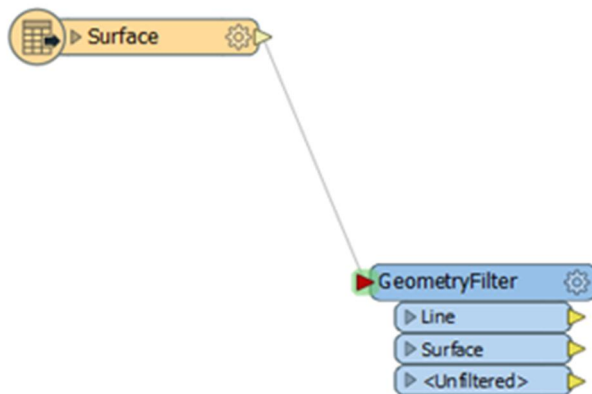 Surface
GeometryFilter
Line
Surface
<Unfiltered>